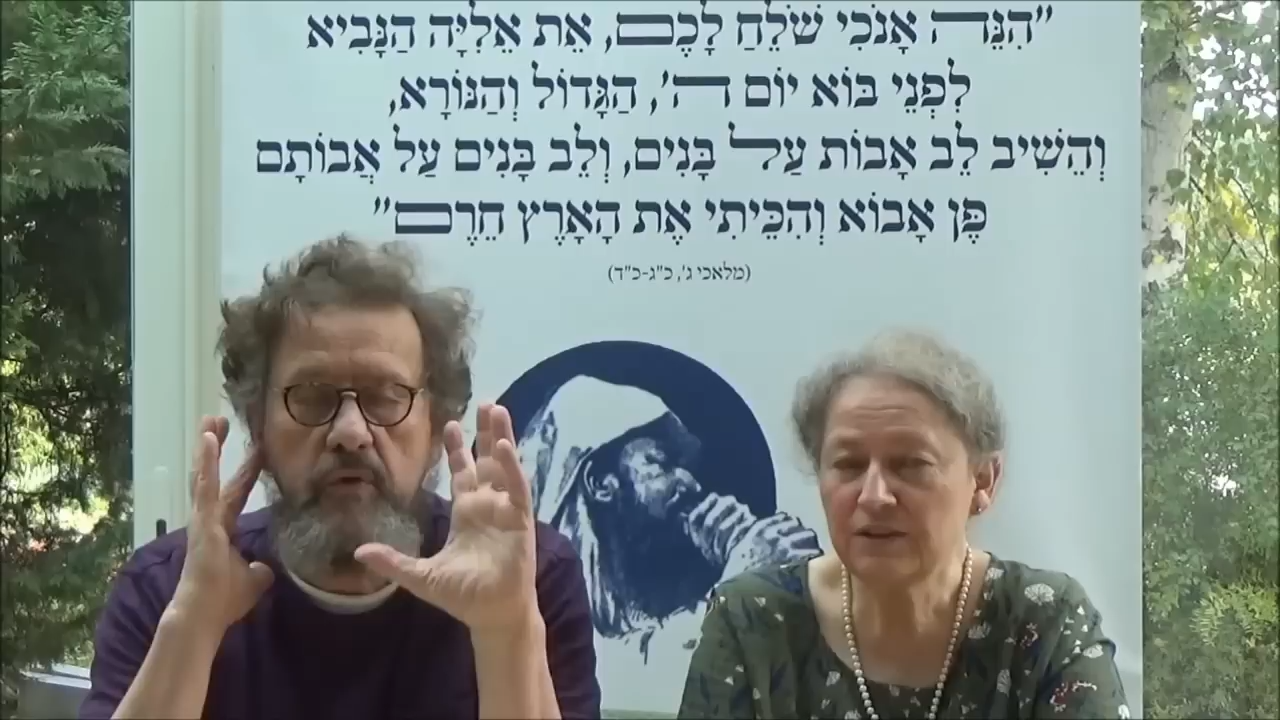 "הִנֵּה אָנֹכִי שֹׁלֵחַ לָכֶם, אֵת אֵלִיָּה הַנָּבִיא
לִפְנֵי בּוֹא יוֹם ה', הַגָּדוֹל וְהַנּוֹרָא,
וְהֵשִׁיב לֵב אָבוֹת עַל בָּנִים, וְלֵב בָּנִים עַל אֲבוֹתָם
פֶּן אָבוֹא וְהִכֵּיתִי אֶת הָאָרֶץ חֵרֶם"
(מלאכי ג', כ"ג-כ"ד)